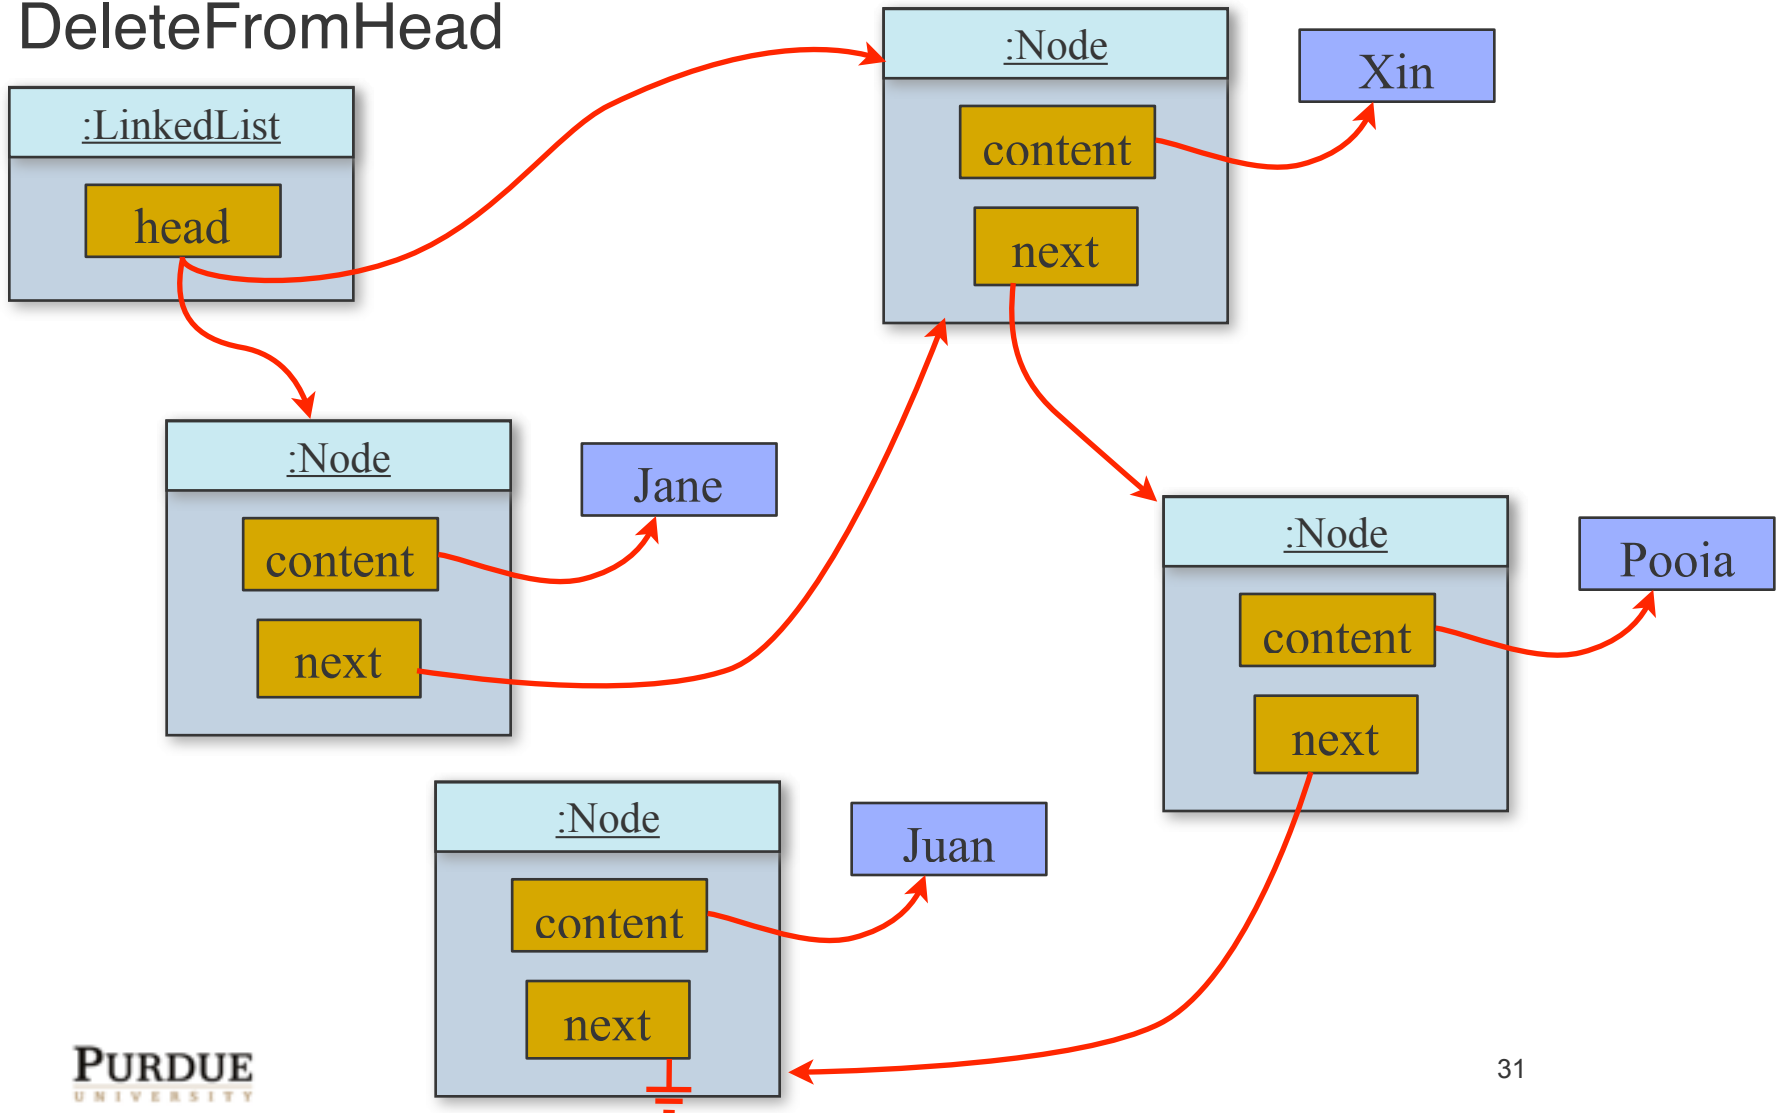 DeleteFromHead
:LinkedList
head
:Node
content
next
Xin
:Node
content
next
Jane
:Node
content
next
Pooja
:Node
content
next
Juan
PURDUE
UNIVERSITY
31